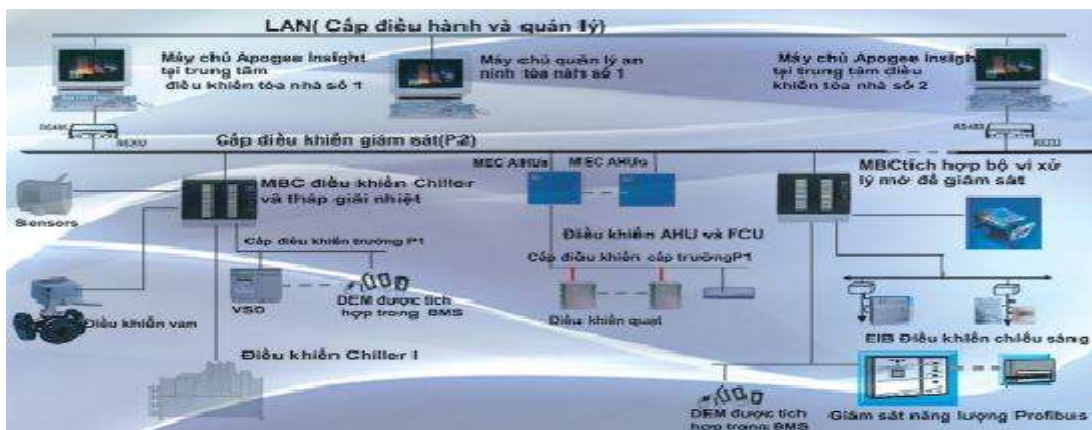 LAN( Cấp điều hành và quản lý)
Máy chủ Apogee Insight
tại trung tâm
điều khiển tòa nhà số 1
Máy chủ quản lý an
ninh tòa nàh số 1
Máy chủ Apogee Insight
tại trung tâm điều
khiển tòa nhà số 2
RS485
RS232
RS485
RS232
Cấp điều khiển giám sát(P2)
MEC AHUs
MEC AHUs
MBC điều khiển Chiller
và tháp giải nhiệt
MBCtích hợp bộ vi xử
lý mở để giám sát
Sensors
Cấp điều khiển trường P1
Điều khiển AHU và FCU
Cấp điều khiển cấp trườngP1
VSD
DEM được tích
hợp trong BMS
Điều khiển quạt
Điều khiển van
EIB Điều khiển chiếu sáng
Điều khiển Chiller I
DEM được tích
hợp trong BMS
Giám sát năng lượng Profibus